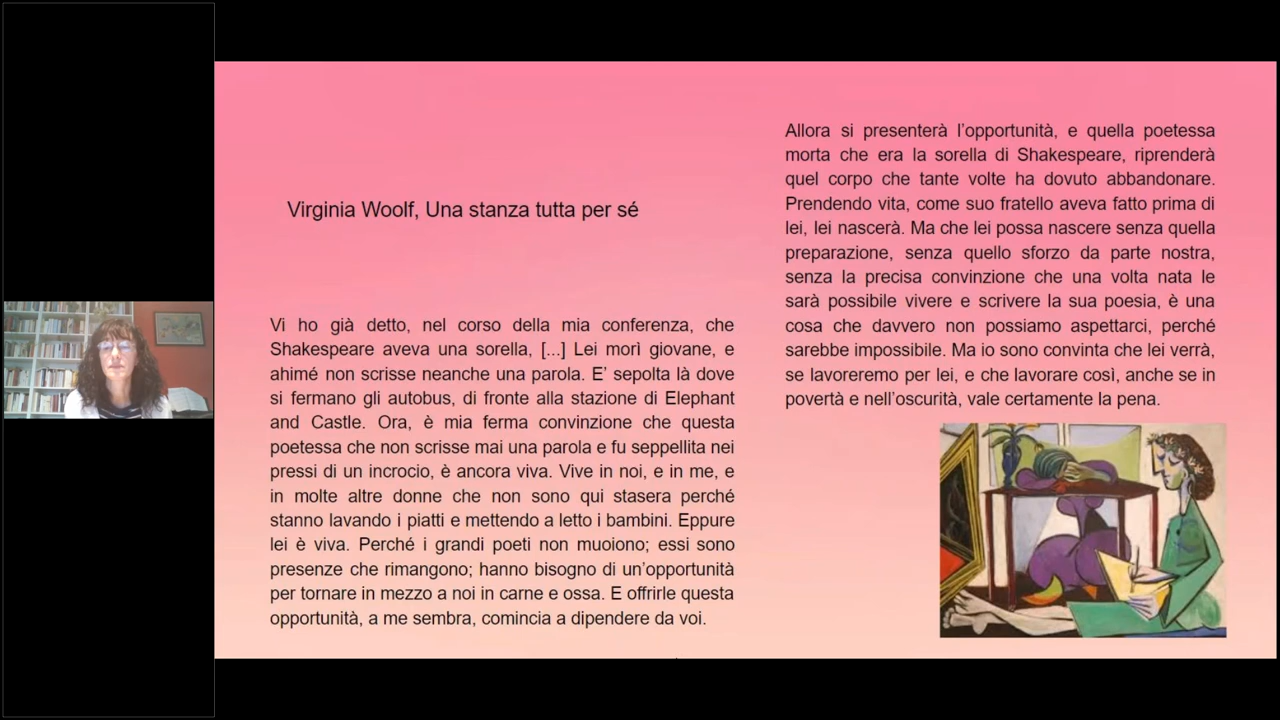 Virginia Woolf, Una stanza tutta per sé
Vi ho già detto, nel corso della mia conferenza, che
Shakespeare aveva una sorella, [...] Lei morì giovane, e
ahimé non scrisse neanche una parola. E' sepolta là dove
si fermano gli autobus, di fronte alla stazione di Elephant
and Castle. Ora, è mia ferma convinzione che questa
poetessa che non scrisse mai una parola e fu seppellita nei
pressi di un incrocio, è ancora viva. Vive in noi, e in me, e
in molte altre donne che non sono qui stasera perché
stanno lavando i piatti e mettendo a letto i bambini. Eppure
lei è viva. Perché i grandi poeti non muoiono; essi sono
presenze che rimangono; hanno bisogno di un'opportunità
per tornare in mezzo a noi in carne e ossa. E offrirle questa
opportunità, a me sembra, comincia a dipendere da voi.
Allora si presenterà l'opportunità, e quella poetessa
morta che era la sorella di Shakespeare, riprenderà
quel corpo che tante volte ha dovuto abbandonare.
Prendendo vita, come suo fratello aveva fatto prima di
lei, lei nascerà. Ma che lei possa nascere senza quella
preparazione, senza quello sforzo da parte nostra,
senza la precisa convinzione che una volta nata le
sarà possibile vivere e scrivere la sua poesia, è una
cosa che davvero non possiamo aspettarci, perché
sarebbe impossibile. Ma io sono convinta che lei verrà,
se lavoreremo per lei, e che lavorare così, anche se in
povertà e nell'oscurità, vale certamente la pena.